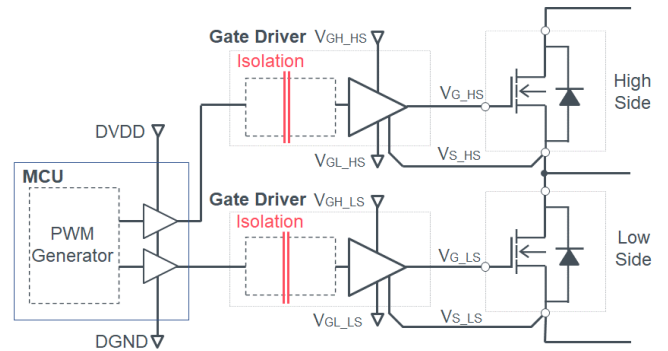 Gate Driver VGH_HS
Isolation
High
Side
VG_HS
DVDD
VGL_HS
VS_HS
MCU
Gate Driver VGH_LS
Isolation
PWM
Generator
Low
Side
VG_LS
VGL_LS
VS_LS
DGND